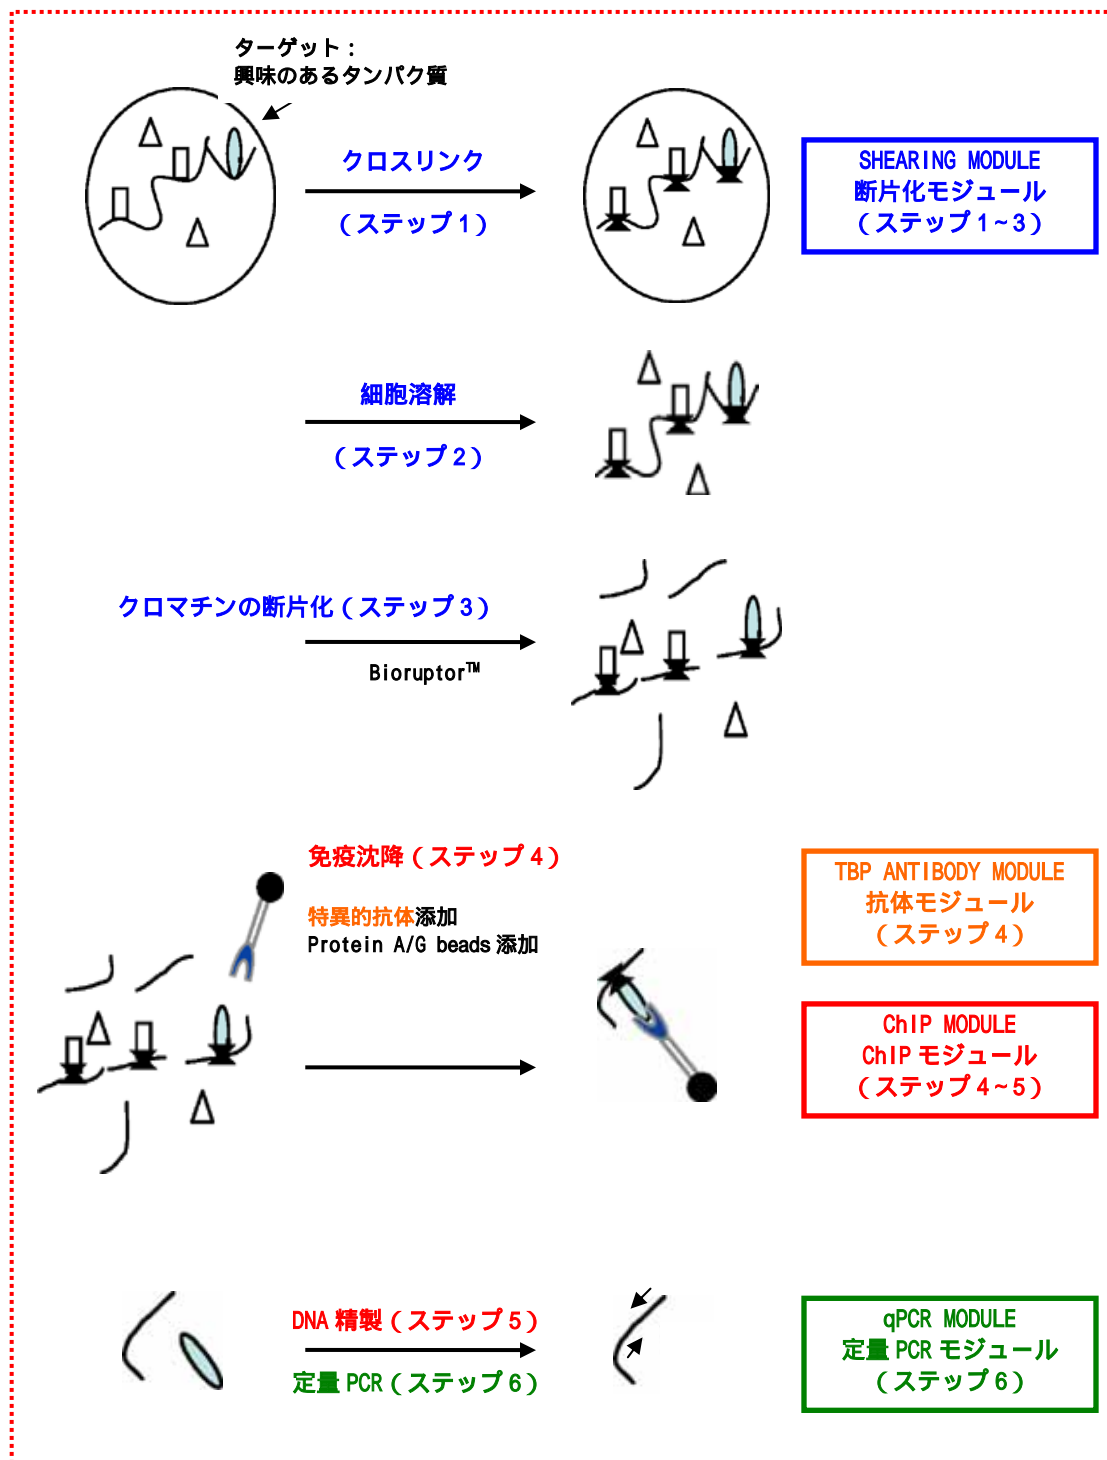 ターゲット：
興味のあるタンパク質
クロスリンク
（ステップ1）
SHEARING MODULE
断片化モジュール
（ステップ1~3）
細胞溶解
（ステップ2）
クロマチンの断片化（ステップ3）
Bioruptor™
免疫沈降（ステップ4）
特異的抗体添加
Protein A/G beads 添加
TBP ANTIBODY MODULE
抗体モジュール
（ステップ4）
ChIP MODULE
ChIP モジュール
（ステップ4~5）
DNA 精製（ステップ5）
定量 PCR（ステップ6）
qPCR MODULE
定量 PCR モジュール
（ステップ6）